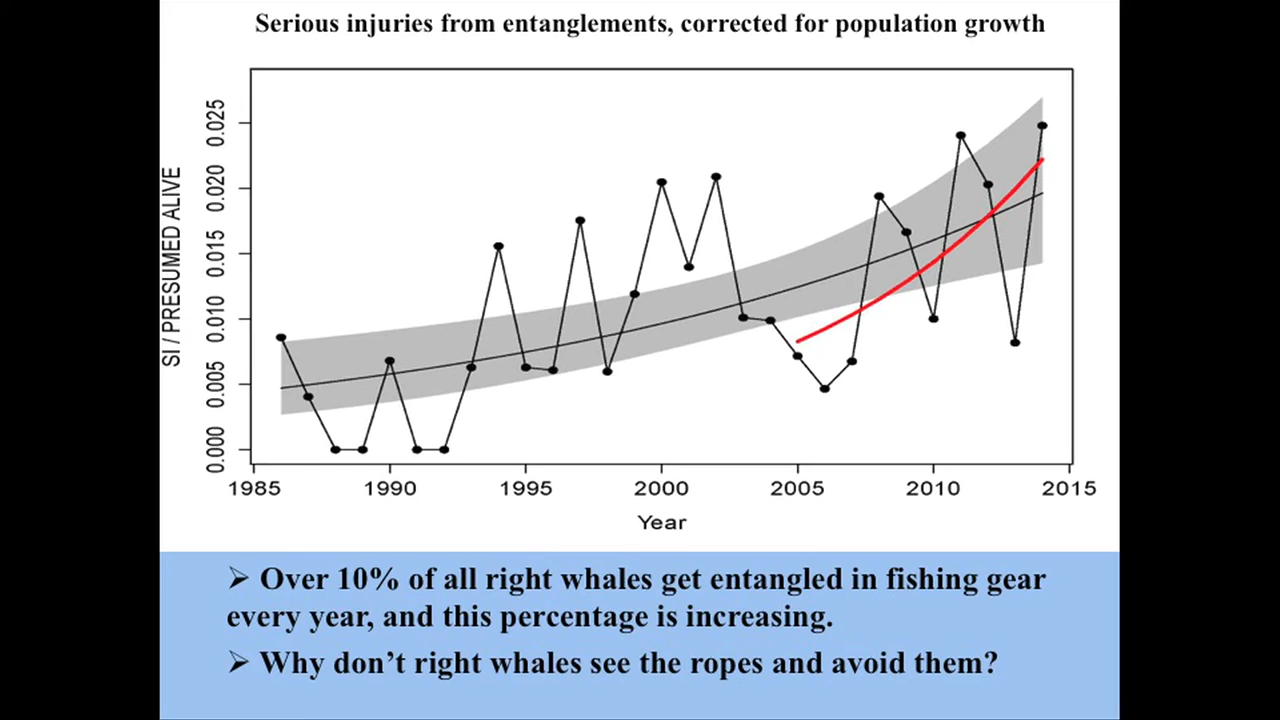 Serious injuries from entanglements, corrected for population growth
SI / PRESUMED ALIVE
0.025
0.020
0.015
0.010
0.005
0.000
1985 1990 1995 2000 2005 2010 2015
Year
➢ Over 10% of all right whales get entangled in fishing gear
every year, and this percentage is increasing.
➢ Why don’t right whales see the ropes and avoid them?